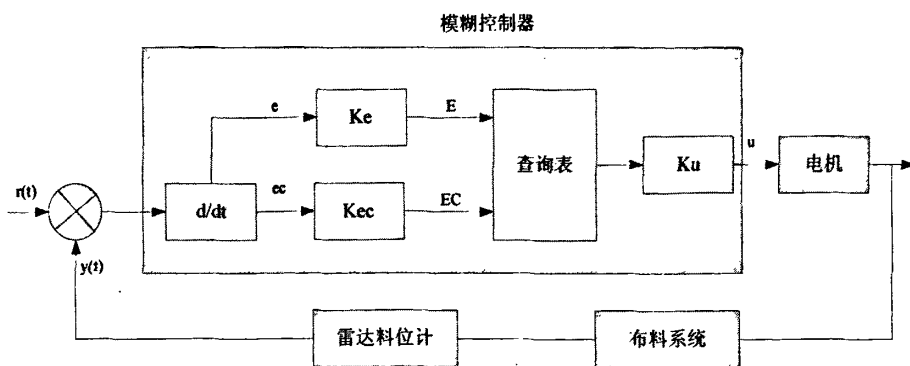 模糊控制器
e
Ke
E
查询表
Ku
u
电机
r(t)
d/dt
ec
Kec
EC
y(t)
雷达料位计
布料系统